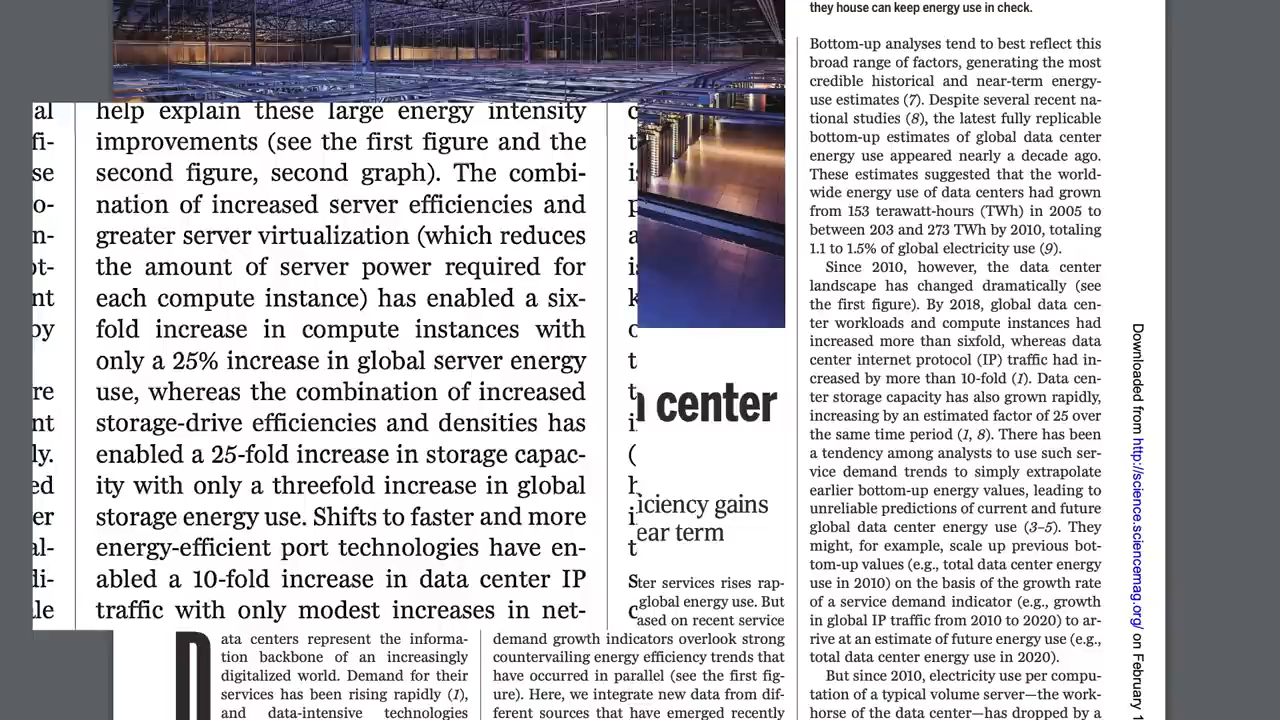 they house can keep energy use in check.
al
fi-
se
o-
n-
ot-
nt
by
re
nt
ly.
ed
er
al-
di-
le
help explain these large energy intensity
improvements (see the first figure and the
second figure, second graph). The combi-
nation of increased server efficiencies and
greater server virtualization (which reduces
the amount of server power required for
each compute instance) has enabled a six-
fold increase in compute instances with
only a 25% increase in global server energy
use, whereas the combination of increased
storage-drive efficiencies and densities has
enabled a 25-fold increase in storage capac-
ity with only a threefold increase in global
storage energy use. Shifts to faster and more
energy-efficient port technologies have en-
abled a 10-fold increase in data center IP
traffic with only modest increases in net-
center
iciency gains
ear term
ter services rises rap-
global energy use. But
ased on recent service
Data centers represent the informa-
tion backbone of an increasingly
digitalized world. Demand for their
services has been rising rapidly (1),
and data-intensive technologies
demand growth indicators overlook strong
countervailing energy efficiency trends that
have occurred in parallel (see the first fig-
ure). Here, we integrate new data from dif-
ferent sources that have emerged recently
Bottom-up analyses tend to best reflect this
broad range of factors, generating the most
credible historical and near-term energy-
use estimates (7). Despite several recent na-
tional studies (8), the latest fully replicable
bottom-up estimates of global data center
energy use appeared nearly a decade ago.
These estimates suggested that the world-
wide energy use of data centers had grown
from 153 terawatt-hours (TWh) in 2005 to
between 203 and 273 TWh by 2010, totaling
1.1 to 1.5% of global electricity use (9).
Since 2010, however, the data center
landscape has changed dramatically (see
the first figure). By 2018, global data cen-
ter workloads and compute instances had
increased more than sixfold, whereas data
center internet protocol (IP) traffic had in-
creased by more than 10-fold (1). Data cen-
ter storage capacity has also grown rapidly,
increasing by an estimated factor of 25 over
the same time period (1, 8). There has been
a tendency among analysts to use such ser-
vice demand trends to simply extrapolate
earlier bottom-up energy values, leading to
unreliable predictions of current and future
global data center energy use (3–5). They
might, for example, scale up previous bot-
tom-up values (e.g., total data center energy
use in 2010) on the basis of the growth rate
of a service demand indicator (e.g., growth
in global IP traffic from 2010 to 2020) to ar-
rive at an estimate of future energy use (e.g.,
total data center energy use in 2020).
But since 2010, electricity use per compu-
tation of a typical volume server—the work-
horse of the data center—has dropped by a
Downloaded from http://science.sciencemag.org/ on February 1